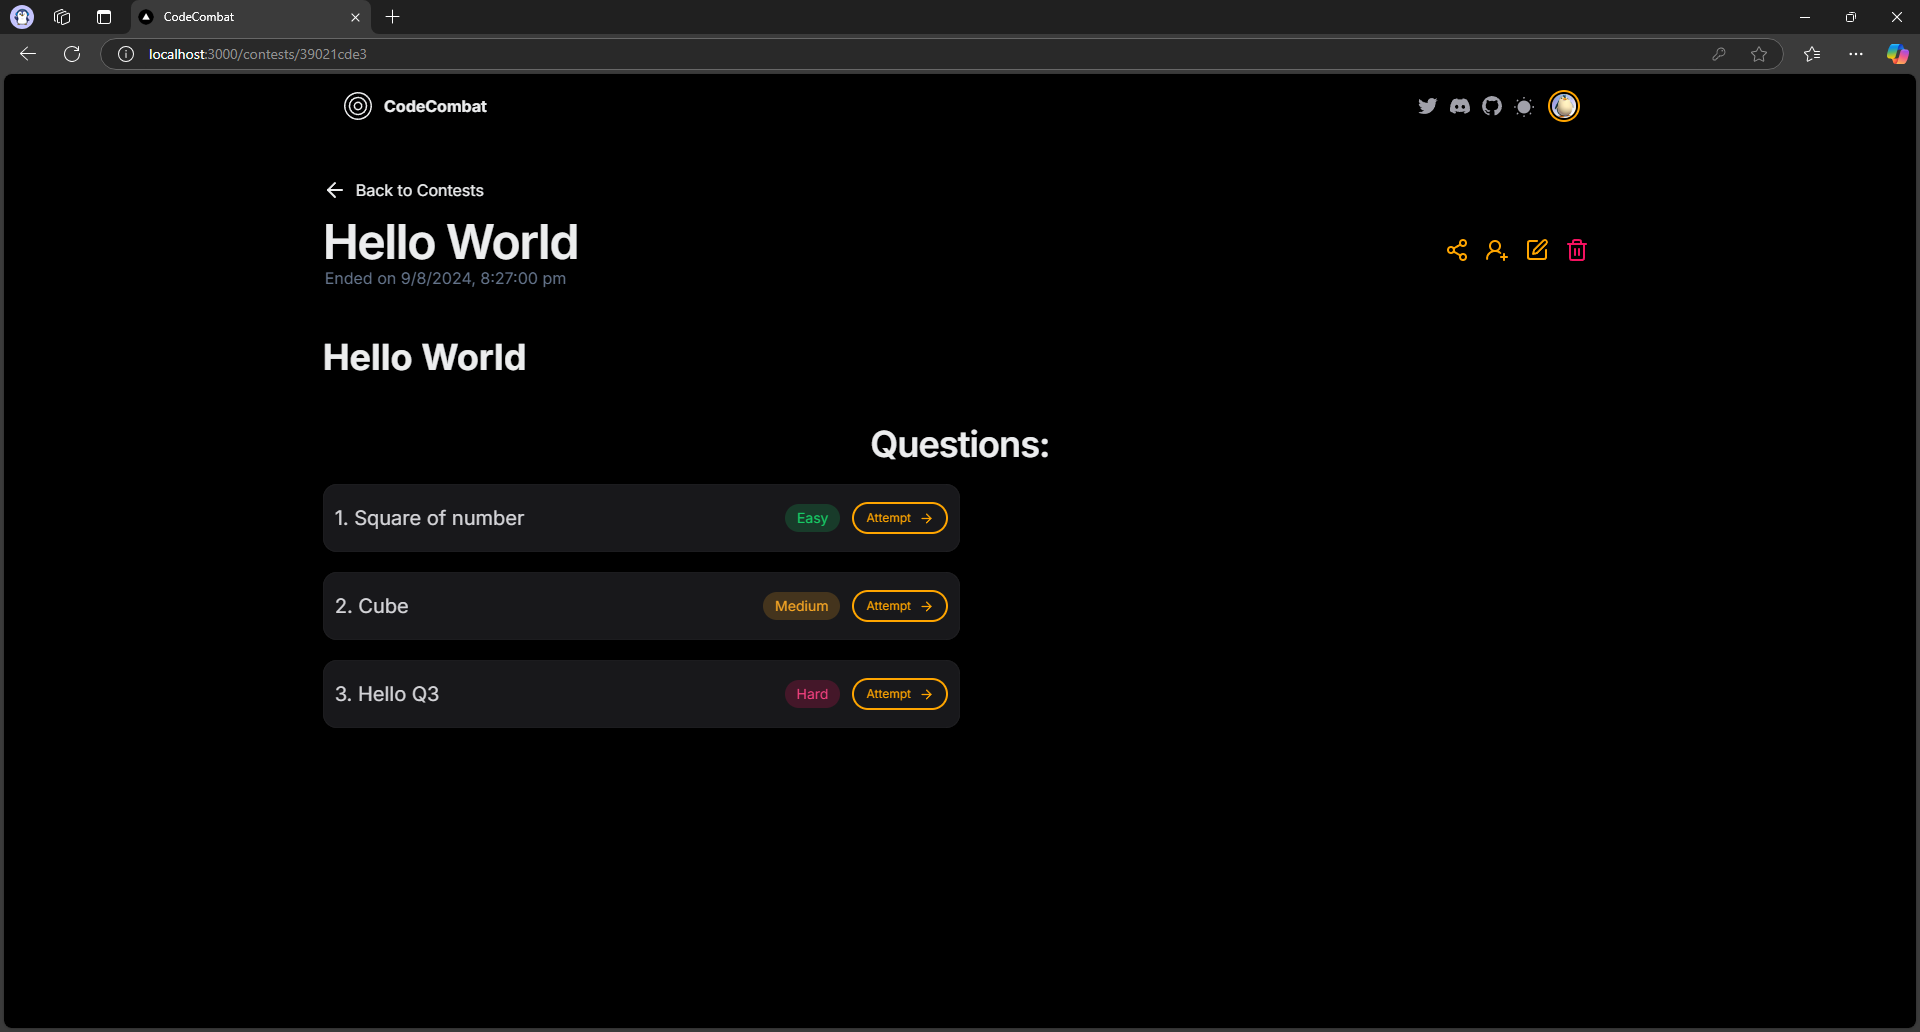 CodeCombat
localhost:3000/contests/39021cde3
CodeCombat
Back to Contests
Hello World
Ended on 9/8/2024, 8:27:00 pm
Hello World
Questions:
1. Square of number Easy Attempt
2. Cube Medium Attempt
3. Hello Q3 Hard Attempt